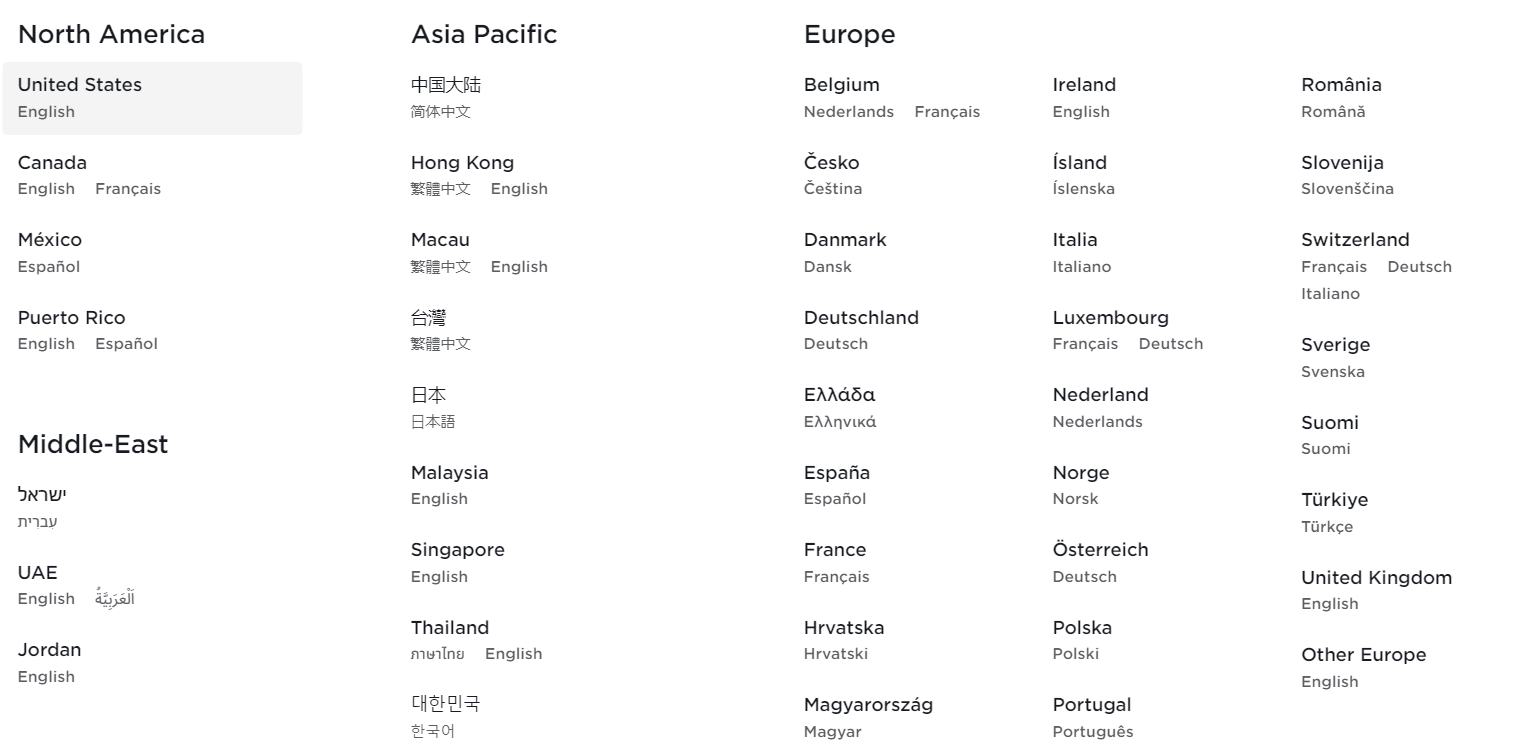 North America
United States
English
Canada
English Français
México
Español
Puerto Rico
English Español
Middle-East
ישראל
עברית
UAE
English اَلْعَرَبِيَّةُ
Jordan
English
Asia Pacific
中国大陆
简体中文
Hong Kong
繁體中文 English
Macau
繁體中文 English
台灣
繁體中文
日本
日本語
Malaysia
English
Singapore
English
Thailand
ภาษาไทย English
대한민국
한국어
Europe
Belgium
Nederlands Français
Česko
Čeština
Danmark
Dansk
Deutschland
Deutsch
Ελλάδα
Ελληνικά
España
Español
France
Français
Hrvatska
Hrvatski
Magyarország
Magyar
Ireland
English
Ísland
Íslenska
Italia
Italiano
Luxembourg
Français Deutsch
Nederland
Nederlands
Norge
Norsk
Österreich
Deutsch
Polska
Polski
Portugal
Português
România
Română
Slovenija
Slovenščina
Switzerland
Français Deutsch
Italiano
Sverige
Svenska
Suomi
Suomi
Türkiye
Türkçe
United Kingdom
English
Other Europe
English